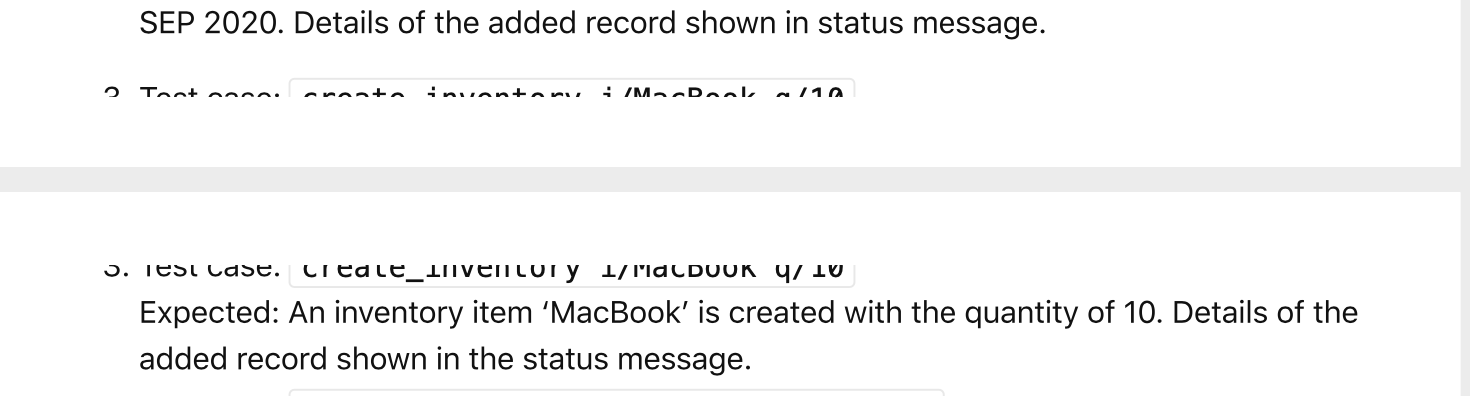 SEP 2020. Details of the added record shown in status message.
3. Test case: create_inventory i/MacBook q/10
3. Test case: create_inventory i/MacBook q/10
Expected: An inventory item ‘MacBook’ is created with the quantity of 10. Details of the
added record shown in the status message.